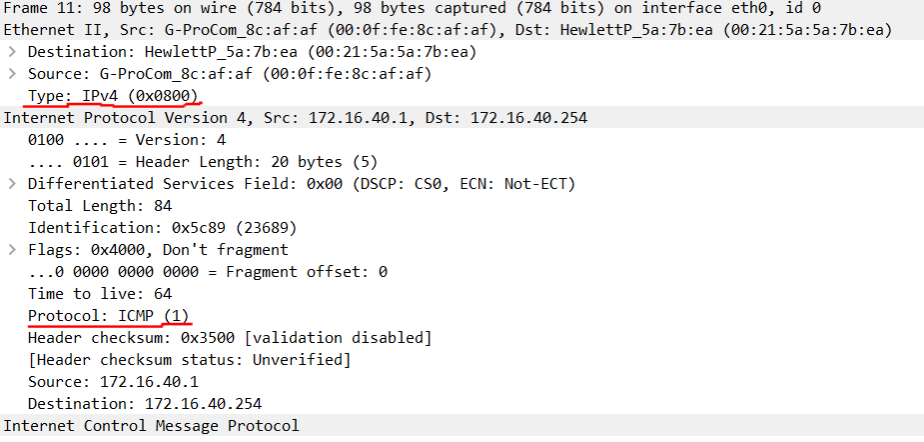 Frame 11: 98 bytes on wire (784 bits), 98 bytes captured (784 bits) on interface eth0, id 0
Ethernet II, Src: G-ProCom_8c:af:af (00:0f:fe:8c:af:af), Dst: HewlettP_5a:7b:ea (00:21:5a:5a:7b:ea)
> Destination: HewlettP_5a:7b:ea (00:21:5a:5a:7b:ea)
> Source: G-ProCom_8c:af:af (00:0f:fe:8c:af:af)
Type: IPv4 (0x0800)
Internet Protocol Version 4, Src: 172.16.40.1, Dst: 172.16.40.254
0100 .... = Version: 4
.... 0101 = Header Length: 20 bytes (5)
> Differentiated Services Field: 0x00 (DSCP: CS0, ECN: Not-ECT)
Total Length: 84
Identification: 0x5c89 (23689)
> Flags: 0x4000, Don't fragment
...0 0000 0000 0000 = Fragment offset: 0
Time to live: 64
Protocol: ICMP (1)
Header checksum: 0x3500 [validation disabled]
[Header checksum status: Unverified]
Source: 172.16.40.1
Destination: 172.16.40.254
Internet Control Message Protocol